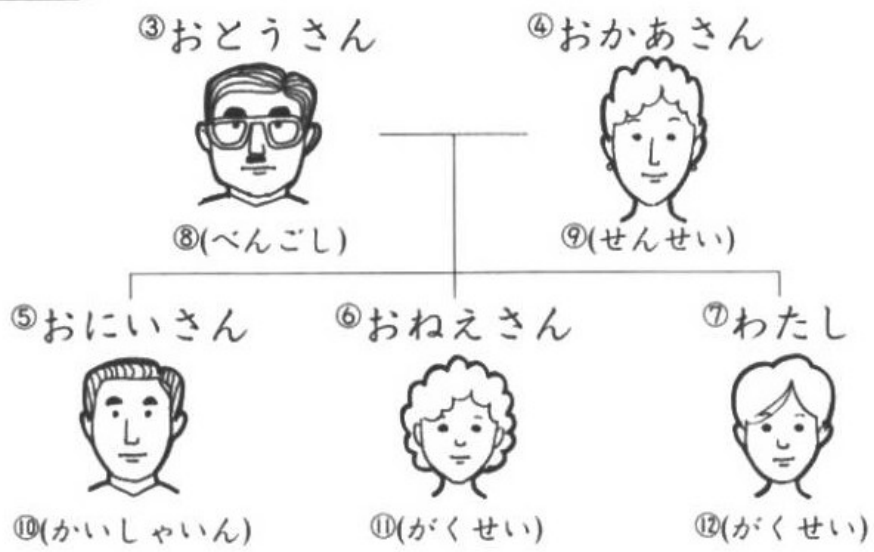 ③おとうさん ④おかあさん
⑧(べんごし) ⑨(せんせい)
⑤おにいさん ⑥おねえさん ⑦わたし
⑩(かいしゃいん) ⑪(がくせい) ⑫(がくせい)